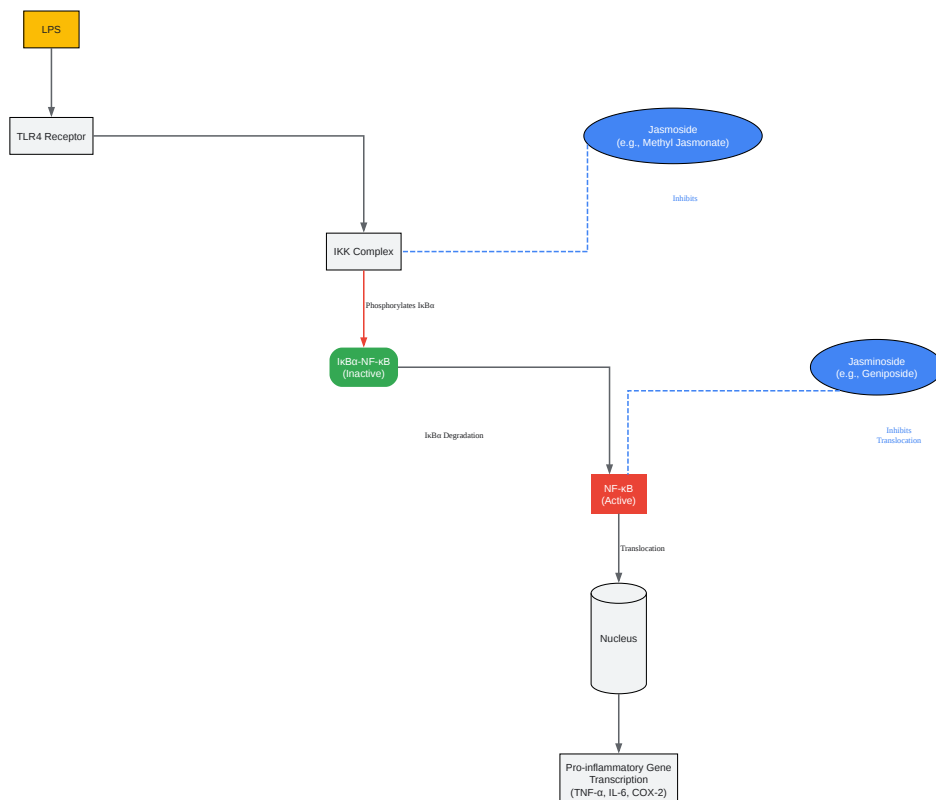 LPS
TLR4 Receptor
Jasmoside
(e.g., Methyl Jasmonate)
Inhibits
IKK Complex
Phosphorylates IκBα
IκBα-NF-κB
(Inactive)
Jasminoside
(e.g., Geniposide)
IκBα Degradation
Inhibits
Translocation
NF-κB
(Active)
Translocation
Nucleus
Pro-inflammatory Gene
Transcription
(TNF-α, IL-6, COX-2)